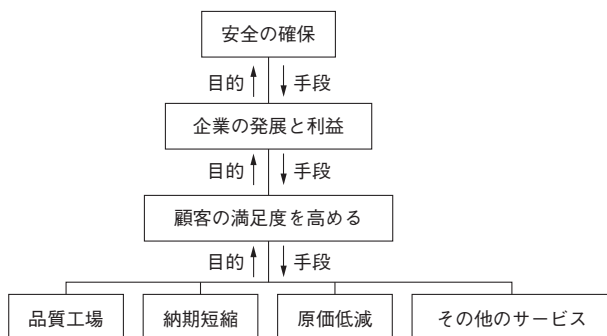 安全の確保
目的 手段
企業の発展と利益
目的 手段
顧客の満足度を高める
目的 手段
品質工場 納期短縮 原価低減 その他のサービス